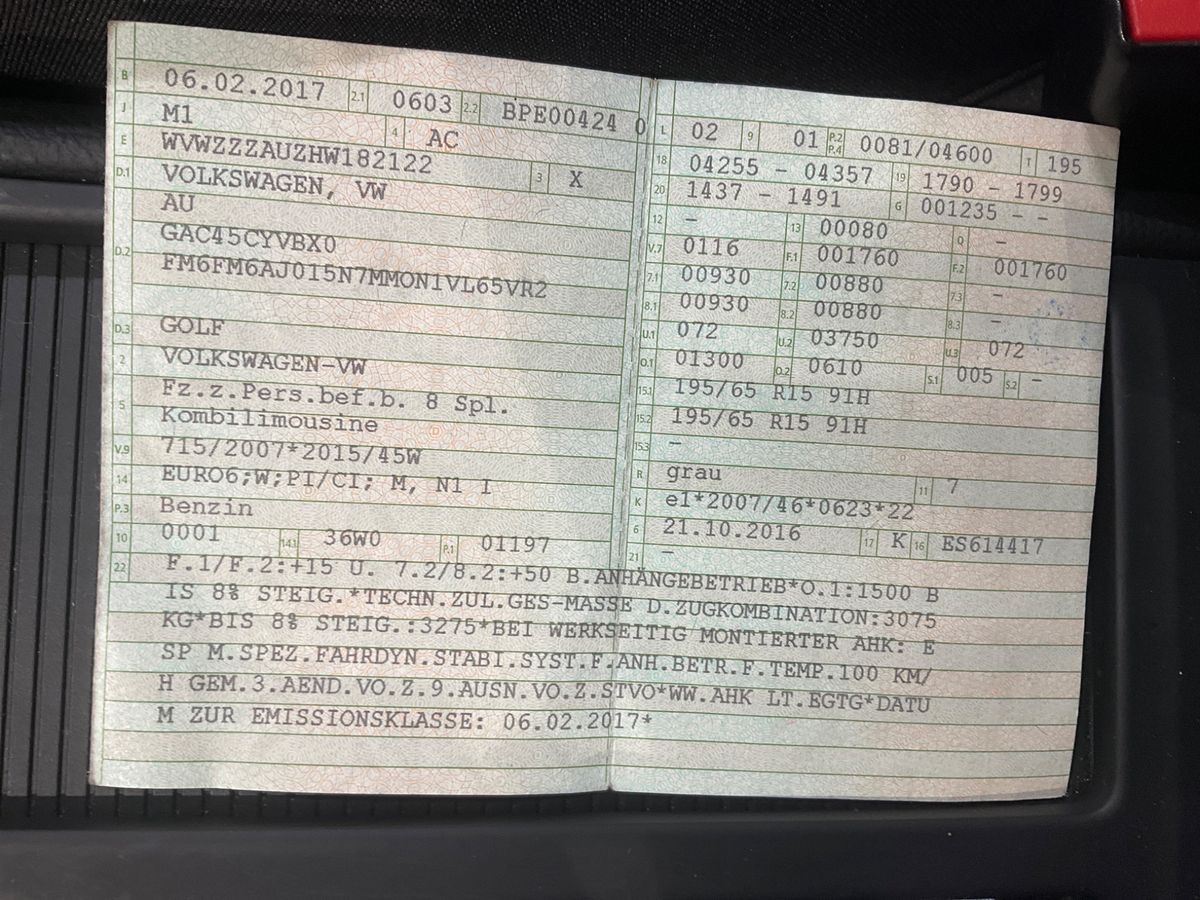 B 06.02.2017 2.1 0603 2.2 BPE00424 0
J M1 4 AC
E WVWZZZAUZHW182122 3 X
D.1 VOLKSWAGEN, VW
AU
D.2 GAC45CYVBX0
FM6FM6AJ0I5N7MMON1VL65VR2
D.3 GOLF
2 VOLKSWAGEN-VW
5 Fz.z.Pers.bef.b. 8 Spl.
Kombilimousine
V.9 715/2007*2015/45W
14 EURO6;W;PI/CI; M, N1 I
P.3 Benzin
10 0001 14.1 36W0 P.1 01197
L 02 9 01 P.2 P.4 0081/04600 T 195
18 04255 - 04357 19 1790 - 1799
20 1437 - 1491 G 001235 - -
12 - 13 00080 Q -
V.7 0116 F.1 001760 F.2 001760
7.1 00930 7.2 00880 7.3 -
8.1 00930 8.2 00880 8.3 -
U.1 072 U.2 03750 U.3 072
O.1 01300 O.2 0610 S.1 005 S.2 -
15.1 195/65 R15 91H
15.2 195/65 R15 91H
15.3 -
R grau 11 7
K e1*2007/46*0623*22
6 21.10.2016 17 K 16 ES614417
21 -
22 F.1/F.2:+15 U. 7.2/8.2:+50 B.ANHÄNGEBETRIEB*O.1:1500 B
IS 8% STEIG.*TECHN.ZUL.GES-MASSE D.ZUGKOMBINATION:3075
KG*BIS 8% STEIG.:3275*BEI WERKSEITIG MONTIERTER AHK: E
SP M.SPEZ.FAHRDYN.STABI.SYST.F.ANH.BETR.F.TEMP.100 KM/
H GEM.3.AEND.VO.Z.9.AUSN.VO.Z.STVO*WW.AHK LT.EGTG*DATU
M ZUR EMISSIONSKLASSE: 06.02.2017*